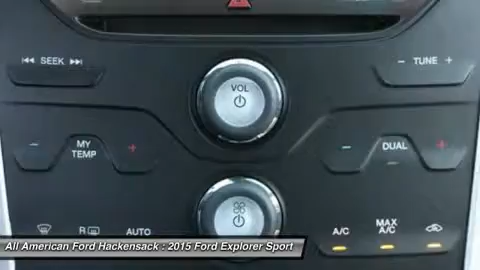 SEEK
VOL
- TUNE +
- MY TEMP +
- DUAL +
R
AUTO
A/C
MAX A/C
All American Ford Hackensack : 2015 Ford Explorer Sport